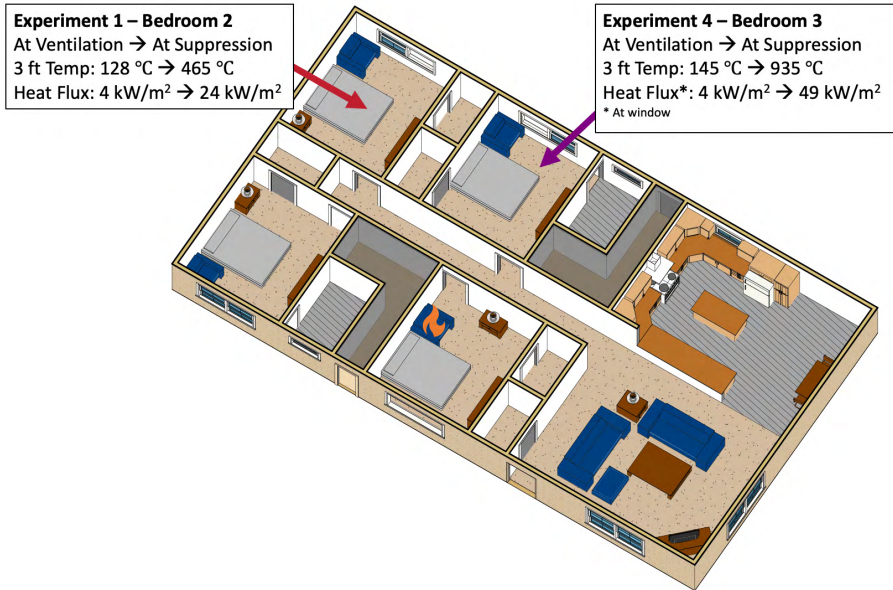 Experiment 1 – Bedroom 2
At Ventilation → At Suppression
3 ft Temp: 128 °C → 465 °C
Heat Flux: 4 kW/m² → 24 kW/m²
Experiment 4 – Bedroom 3
At Ventilation → At Suppression
3 ft Temp: 145 °C → 935 °C
Heat Flux*: 4 kW/m² → 49 kW/m²
* At window